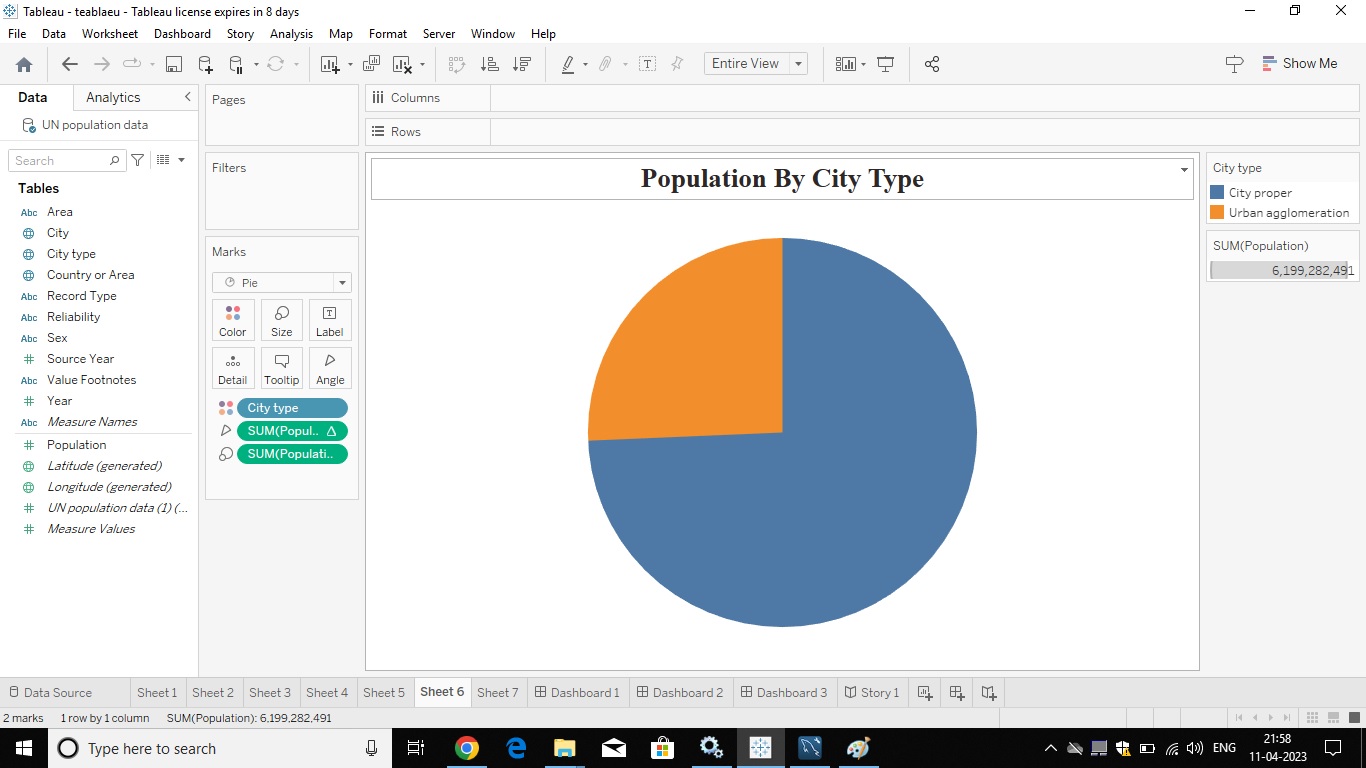 Tableau - teablaeu - Tableau license expires in 8 days
File Data Worksheet Dashboard Story Analysis Map Format Server Window Help
Entire View
Show Me
Data Analytics
UN population data
Search
Tables
Abc Area
City
City type
Country or Area
Abc Record Type
Abc Reliability
Abc Sex
Source Year
Abc Value Footnotes
Year
Abc Measure Names
Population
Latitude (generated)
Longitude (generated)
UN population data (1) (...
Measure Values
Pages
Filters
Marks
Pie
Color Size Label
Detail Tooltip Angle
City type
SUM(Popul.. Δ
SUM(Populati..
Columns
Rows
Population By City Type
City type
City proper
Urban agglomeration
SUM(Population)
6,199,282,491
Data Source Sheet 1 Sheet 2 Sheet 3 Sheet 4 Sheet 5 Sheet 6 Sheet 7 Dashboard 1 Dashboard 2 Dashboard 3 Story 1
2 marks 1 row by 1 column SUM(Population): 6,199,282,491
Type here to search
ENG
21:58
11-04-2023